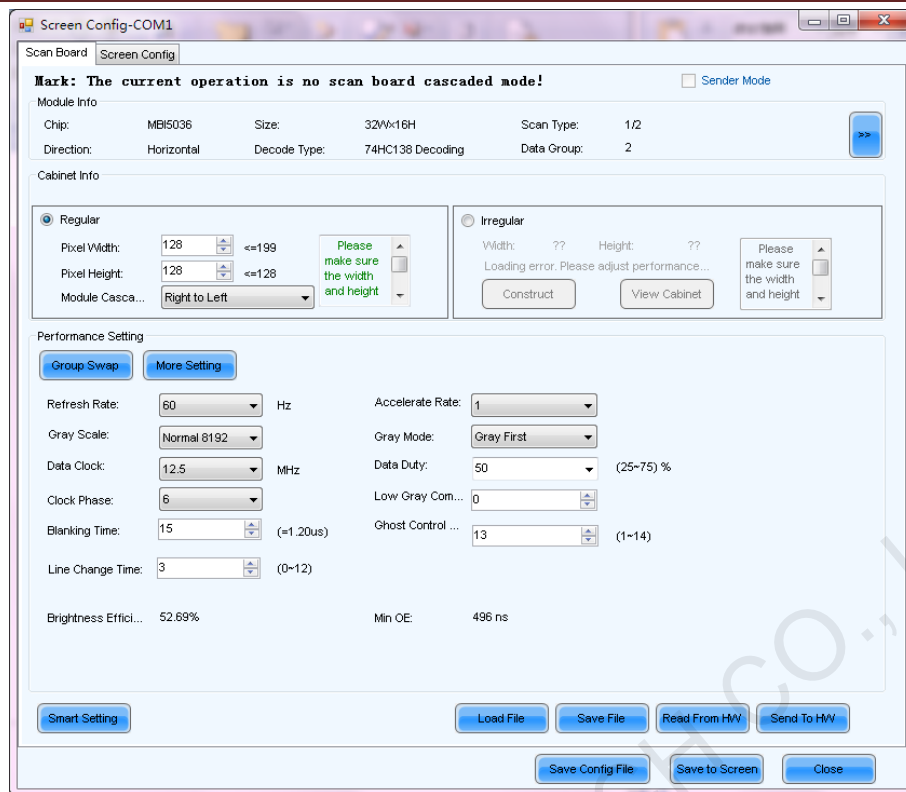 Screen Config-COM1
Scan Board Screen Config
Mark: The current operation is no scan board cascaded mode! Sender Mode
Module Info
Chip: MBI5036 Size: 32W×16H Scan Type: 1/2
>>
Direction: Horizontal Decode Type: 74HC138 Decoding Data Group: 2
Cabinet Info
Regular
Pixel Width: 128 <=199
Pixel Height: 128 <=128
Module Casca... Right to Left
Please
make sure
the width
and height
Irregular
Width: ?? Height: ??
Loading error. Please adjust performance...
Construct View Cabinet
Please
make sure
the width
and height
Performance Setting
Group Swap More Setting
Refresh Rate: 60 Hz Accelerate Rate: 1
Gray Scale: Normal 8192 Gray Mode: Gray First
Data Clock: 12.5 MHz Data Duty: 50 (25~75) %
Clock Phase: 6 Low Gray Com... 0
Blanking Time: 15 (=1.20us) Ghost Control ... 13 (1~14)
Line Change Time: 3 (0~12)
Brightness Effici... 52.69% Min OE: 496 ns
Smart Setting Load File Save File Read From HW Send To HW
Save Config File Save to Screen Close